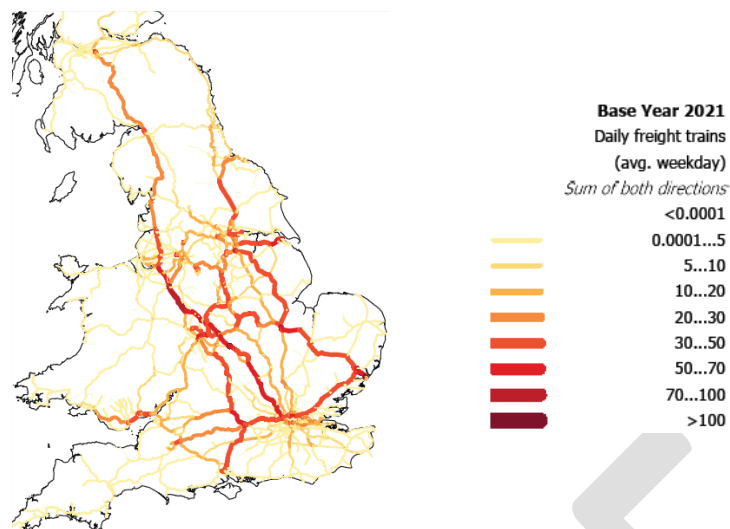 Base Year 2021
Daily freight trains
(avg. weekday)
Sum of both directions
<0.0001
0.0001...5
5...10
10...20
20...30
30...50
50...70
70...100
>100